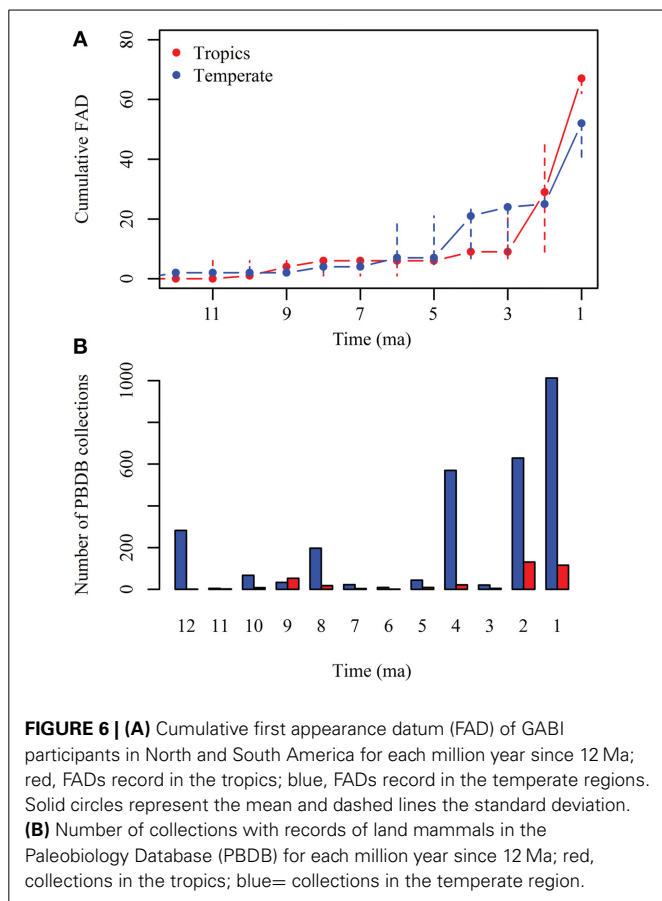 A
80
Tropics
Temperate
60
40
20
0
Cumulative FAD
11 9 7 5 3 1
Time (ma)
B
1000
600
200
0
Number of PBDB collections
12 11 10 9 8 7 6 5 4 3 2 1
Time (ma)
FIGURE 6 | (A) Cumulative first appearance datum (FAD) of GABI
participants in North and South America for each million year since 12 Ma;
red, FADs record in the tropics; blue, FADs record in the temperate regions.
Solid circles represent the mean and dashed lines the standard deviation.
(B) Number of collections with records of land mammals in the
Paleobiology Database (PBDB) for each million year since 12 Ma; red,
collections in the tropics; blue= collections in the temperate region.